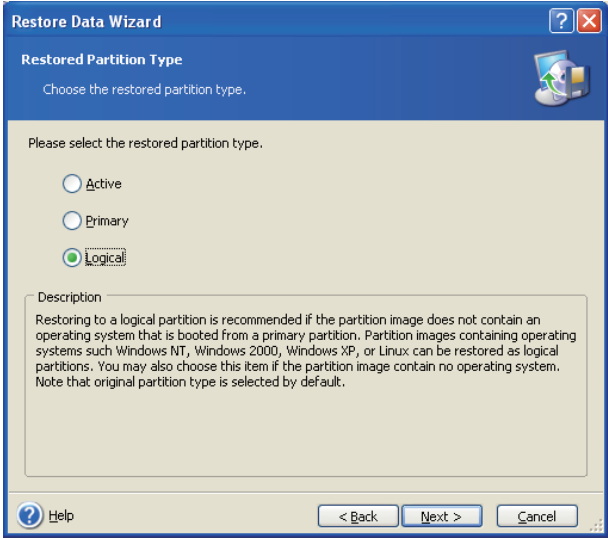 Restore Data Wizard
Restored Partition Type
Choose the restored partition type.
Please select the restored partition type.
Active
Primary
Logical
Description
Restoring to a logical partition is recommended if the partition image does not contain an
operating system that is booted from a primary partition. Partition images containing operating
systems such Windows NT, Windows 2000, Windows XP, or Linux can be restored as logical
partitions. You may also choose this item if the partition image contain no operating system.
Note that original partition type is selected by default.
? Help
< Back
Next >
Cancel